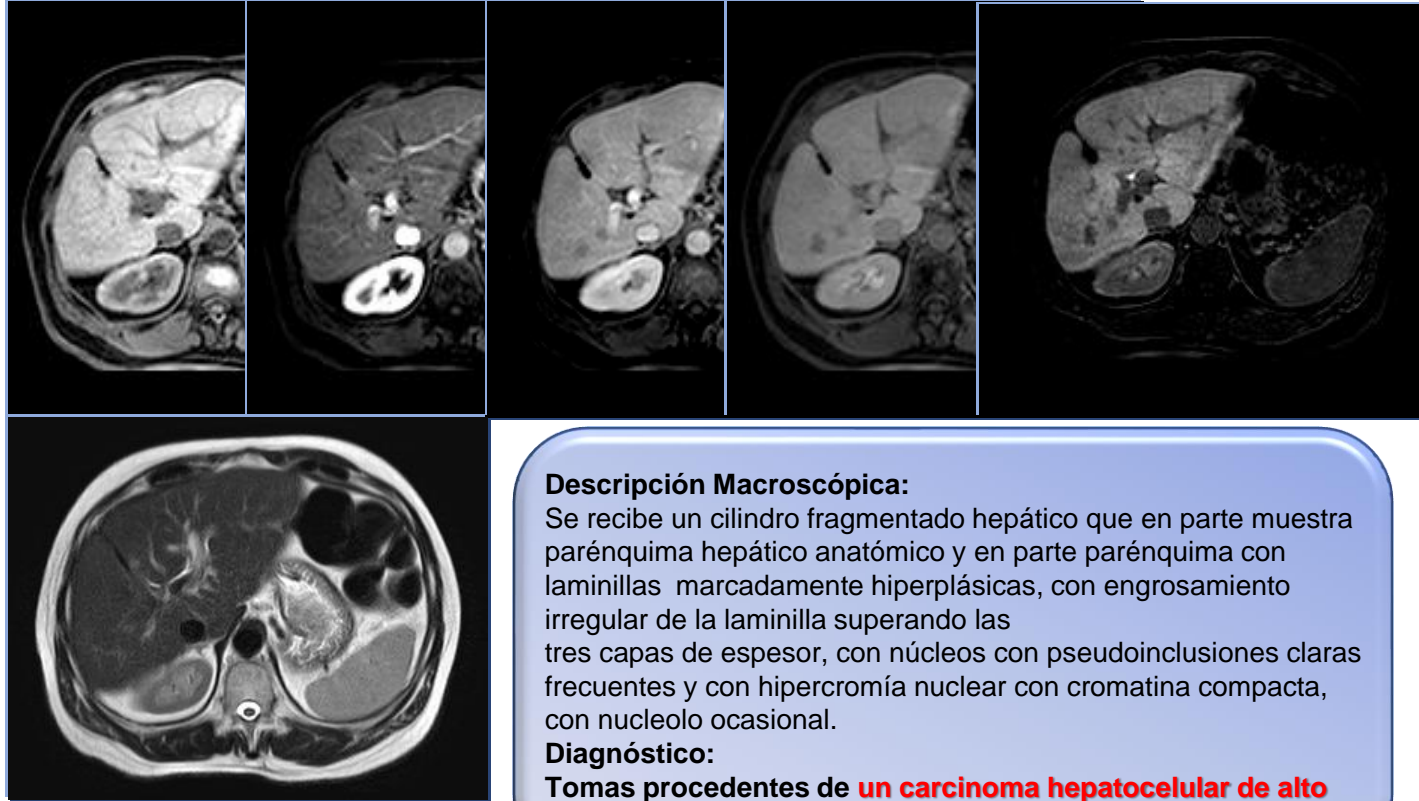 Descripción Macroscópica:
Se recibe un cilindro fragmentado hepático que en parte muestra
parénquima hepático anatómico y en parte parénquima con
laminillas marcadamente hiperplásicas, con engrosamiento
irregular de la laminilla superando las
tres capas de espesor, con núcleos con pseudoinclusiones claras
frecuentes y con hipercromía nuclear con cromatina compacta,
con nucleolo ocasional.
Diagnóstico:
Tomas procedentes de un carcinoma hepatocelular de alto